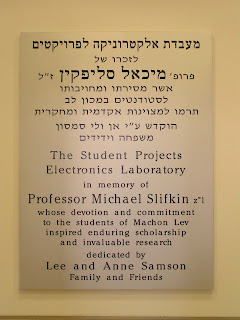 מעבדת אלקטרוניקה לפרויקטים
לזכרו של
פרופ׳ מיכאל סליפקין ז״ל
אשר מסירתו ומחויבותו
לסטודנטים במכון לב
תרמו למצוינות אקדמית ומחקרית
הוקדש ע״י אן ולי סמסון
משפחה וידידים
The Student Projects
Electronics Laboratory
in memory of
Professor Michael Slifkin z"l
whose devotion and commitment
to the students of Machon Lev
inspired enduring scholarship
and invaluable research
dedicated by
Lee and Anne Samson
Family and Friends